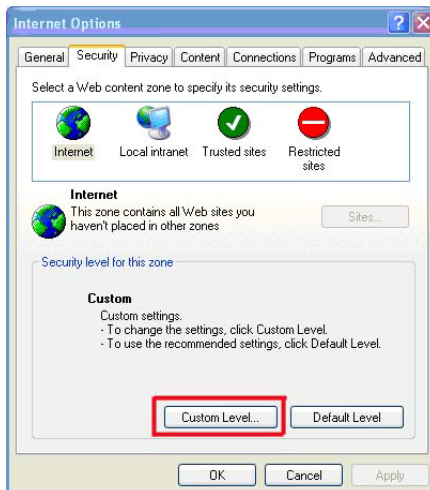 Internet Options
General Security Privacy Content Connections Programs Advanced
Select a Web content zone to specify its security settings.
Internet Local intranet Trusted sites Restricted sites
Internet
This zone contains all Web sites you
haven't placed in other zones
Sites...
Security level for this zone
Custom
Custom settings.
- To change the settings, click Custom Level.
- To use the recommended settings, click Default Level.
Custom Level... Default Level
OK Cancel Apply